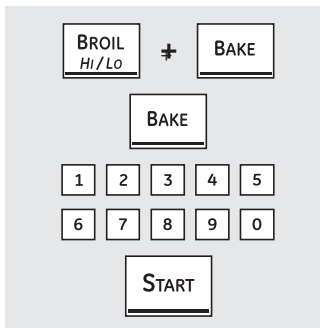 BROIL + BAKE
HI/LO
BAKE
1 2 3 4 5
6 7 8 9 0
START